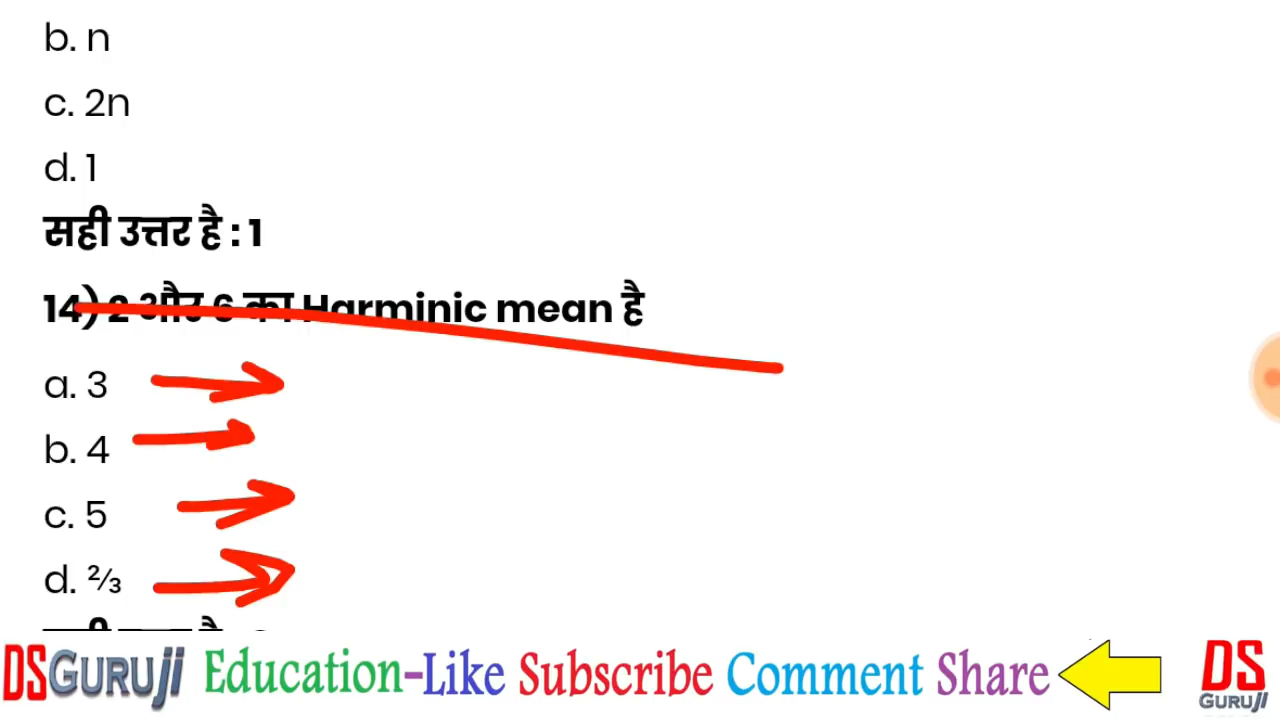 b. n
c. 2n
d. 1
सही उत्तर है : 1
14) 2 और 6 का Harminic mean है
a. 3
b. 4
c. 5
d. ⅔
DSGURUJI Education-Like Subscribe Comment Share DS GURUJI